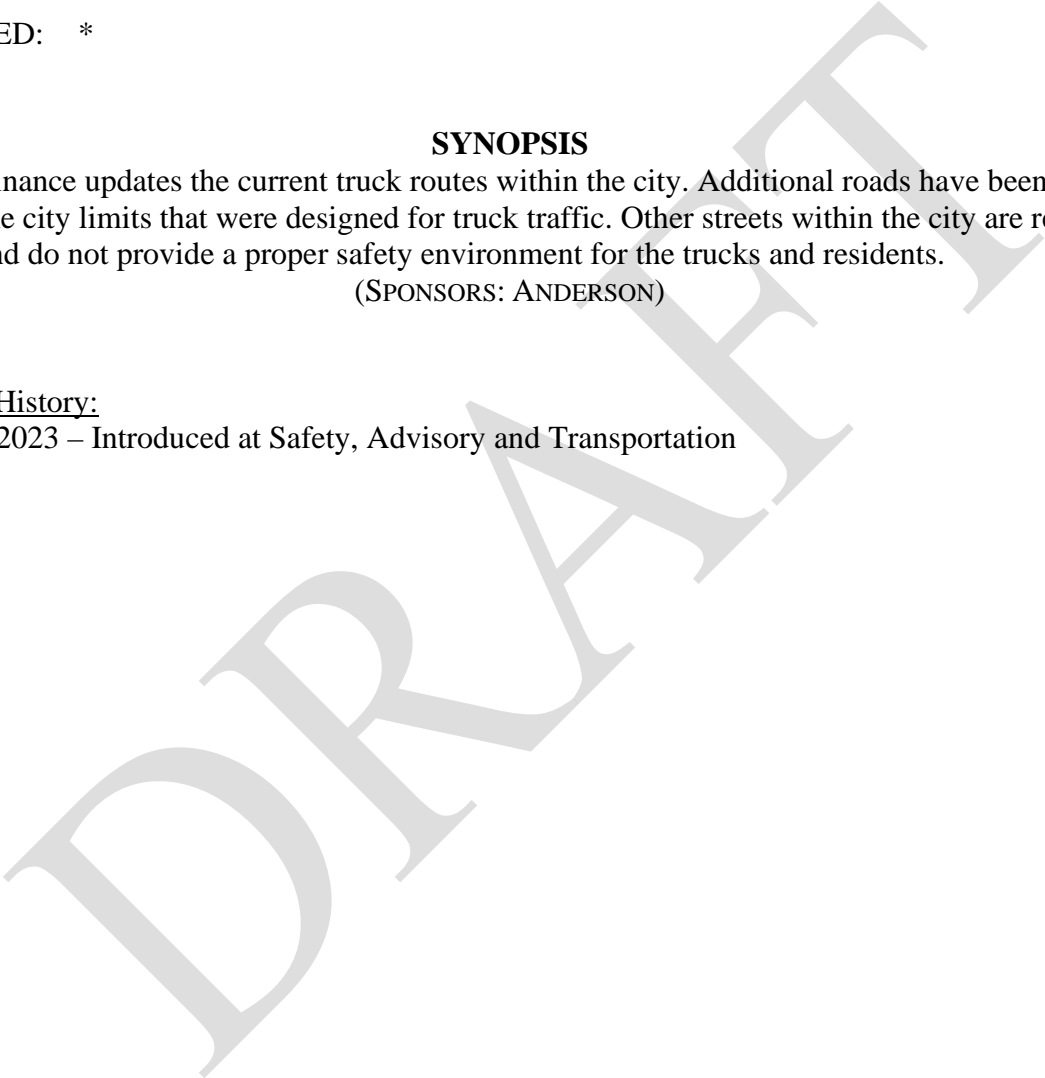 ED: *
SYNOPSIS
inance updates the current truck routes within the city. Additional roads have been
e city limits that were designed for truck traffic. Other streets within the city are re
nd do not provide a proper safety environment for the trucks and residents.
(SPONSORS: ANDERSON)
History:
2023 – Introduced at Safety, Advisory and Transportation
DRAFT